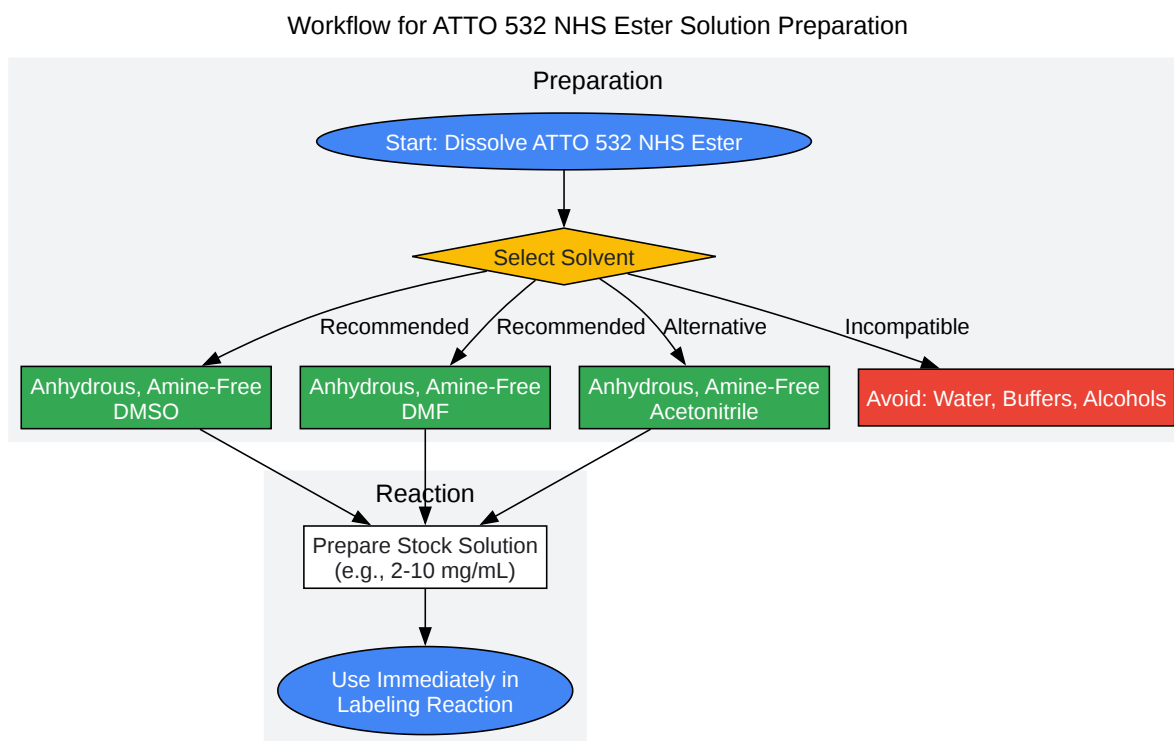 Workflow for ATTO 532 NHS Ester Solution Preparation
Preparation
Start: Dissolve ATTO 532 NHS Ester
Select Solvent
Recommended
Recommended
Alternative
Incompatible
Anhydrous, Amine-Free
DMSO
Anhydrous, Amine-Free
DMF
Anhydrous, Amine-Free
Acetonitrile
Avoid: Water, Buffers, Alcohols
Reaction
Prepare Stock Solution
(e.g., 2-10 mg/mL)
Use Immediately in
Labeling Reaction